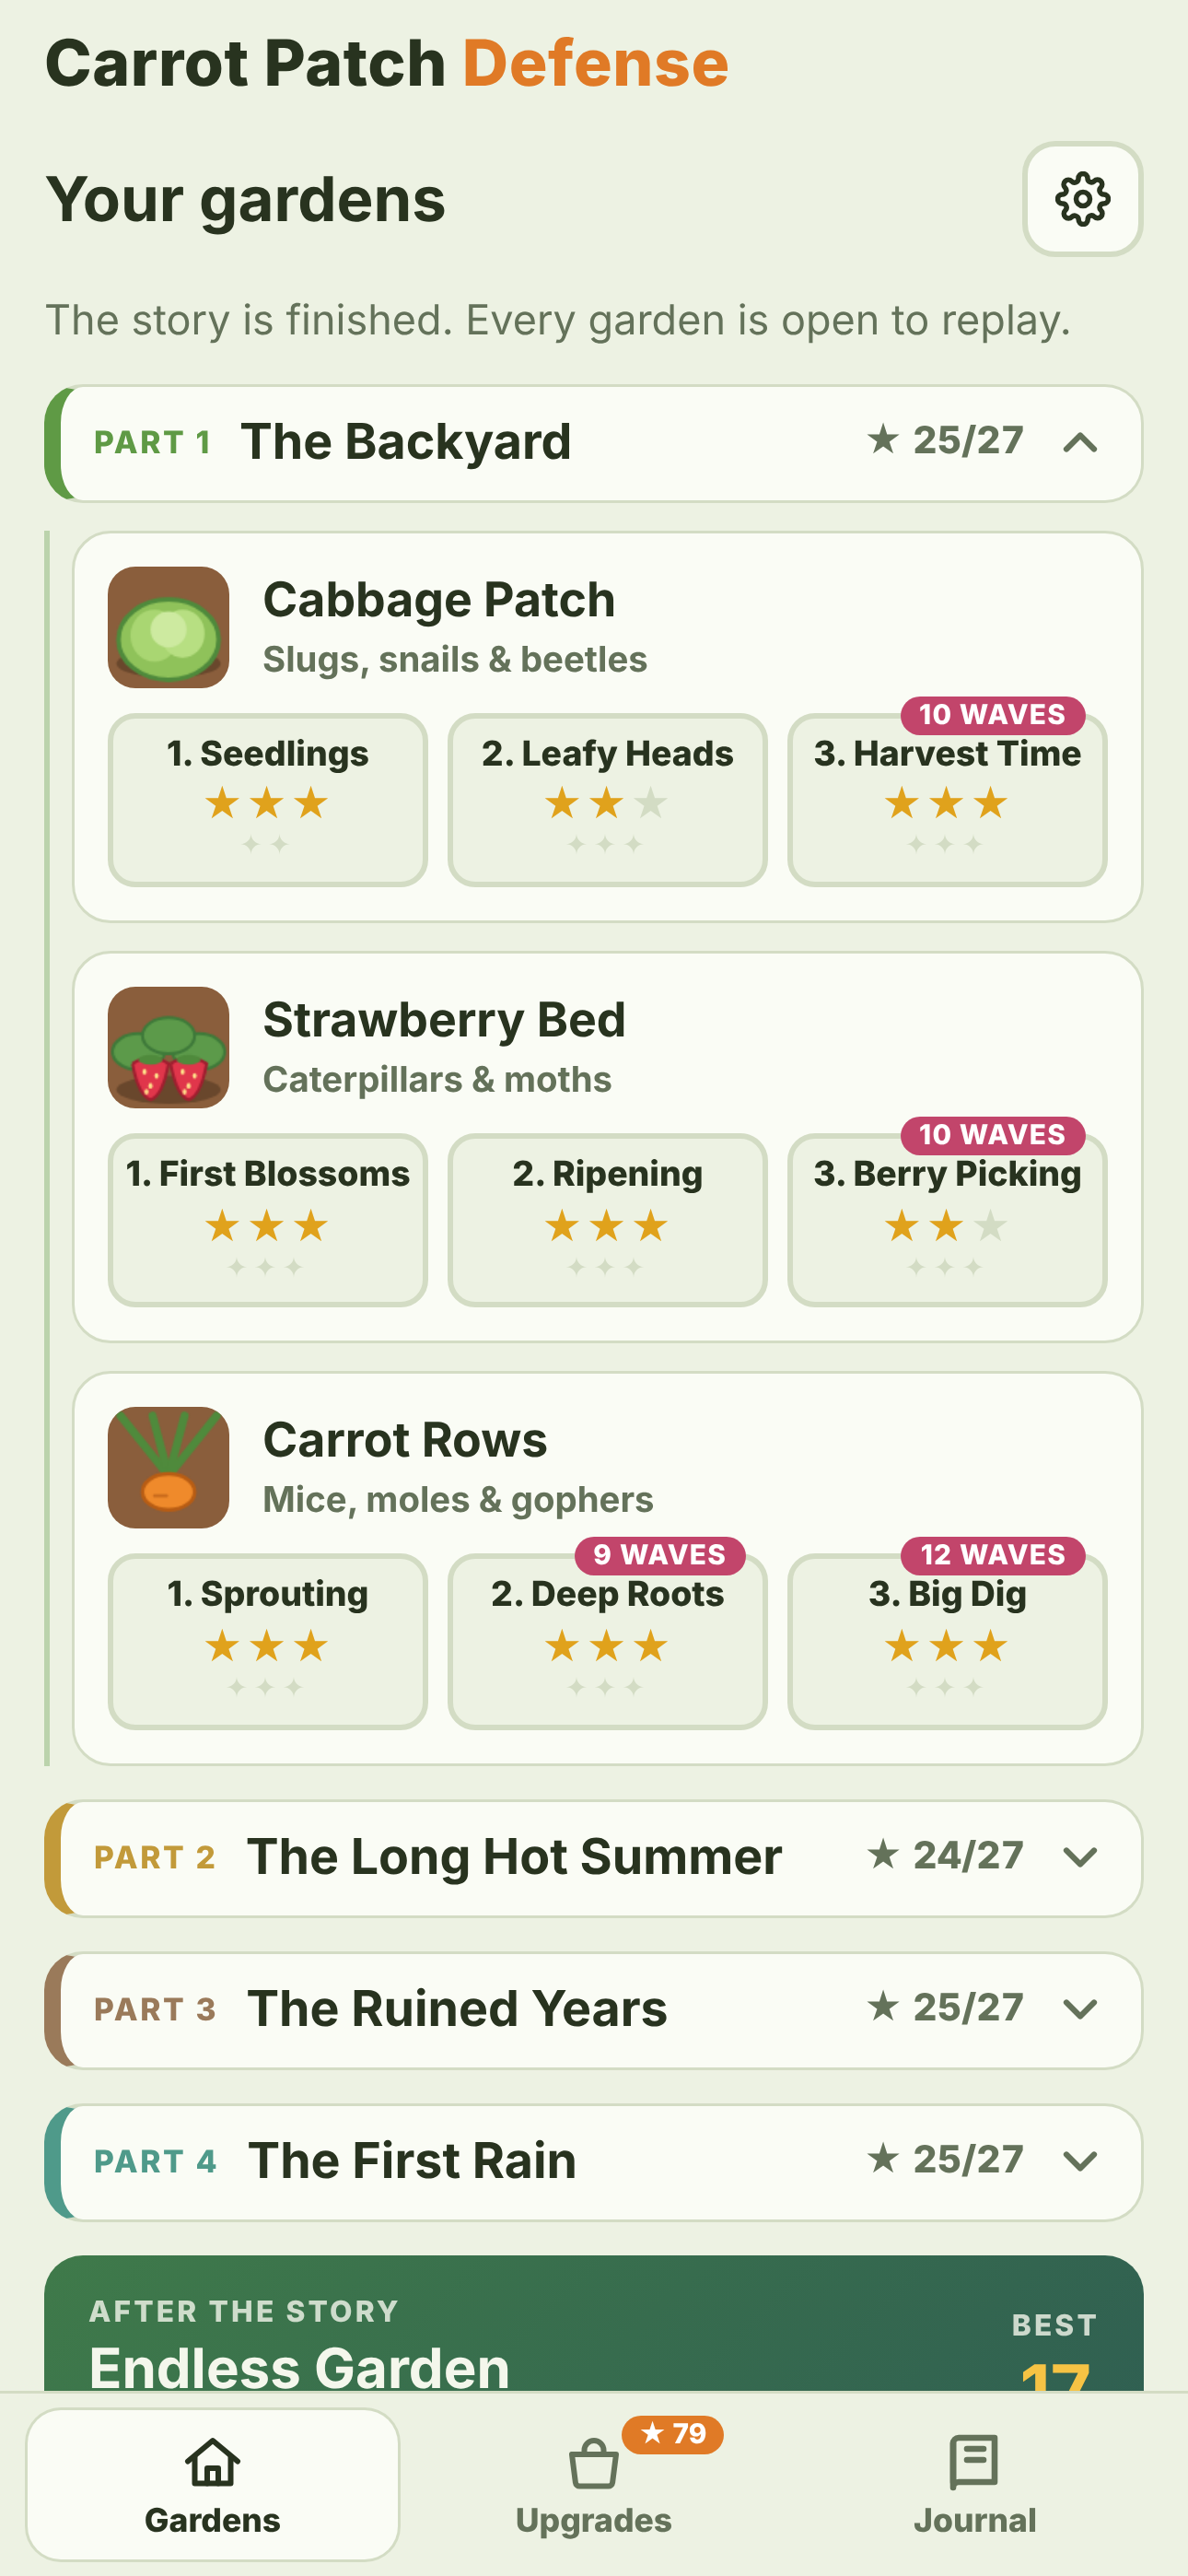 Carrot Patch Defense
Your gardens
The story is finished. Every garden is open to replay.
PART 1 The Backyard ★ 25/27
Cabbage Patch
Slugs, snails & beetles
10 WAVES
1. Seedlings 2. Leafy Heads 3. Harvest Time
Strawberry Bed
Caterpillars & moths
10 WAVES
1. First Blossoms 2. Ripening 3. Berry Picking
Carrot Rows
Mice, moles & gophers
9 WAVES 12 WAVES
1. Sprouting 2. Deep Roots 3. Big Dig
PART 2 The Long Hot Summer ★ 24/27
PART 3 The Ruined Years ★ 25/27
PART 4 The First Rain ★ 25/27
AFTER THE STORY
BEST
Endless Garden
17
★ 79
Gardens Upgrades Journal